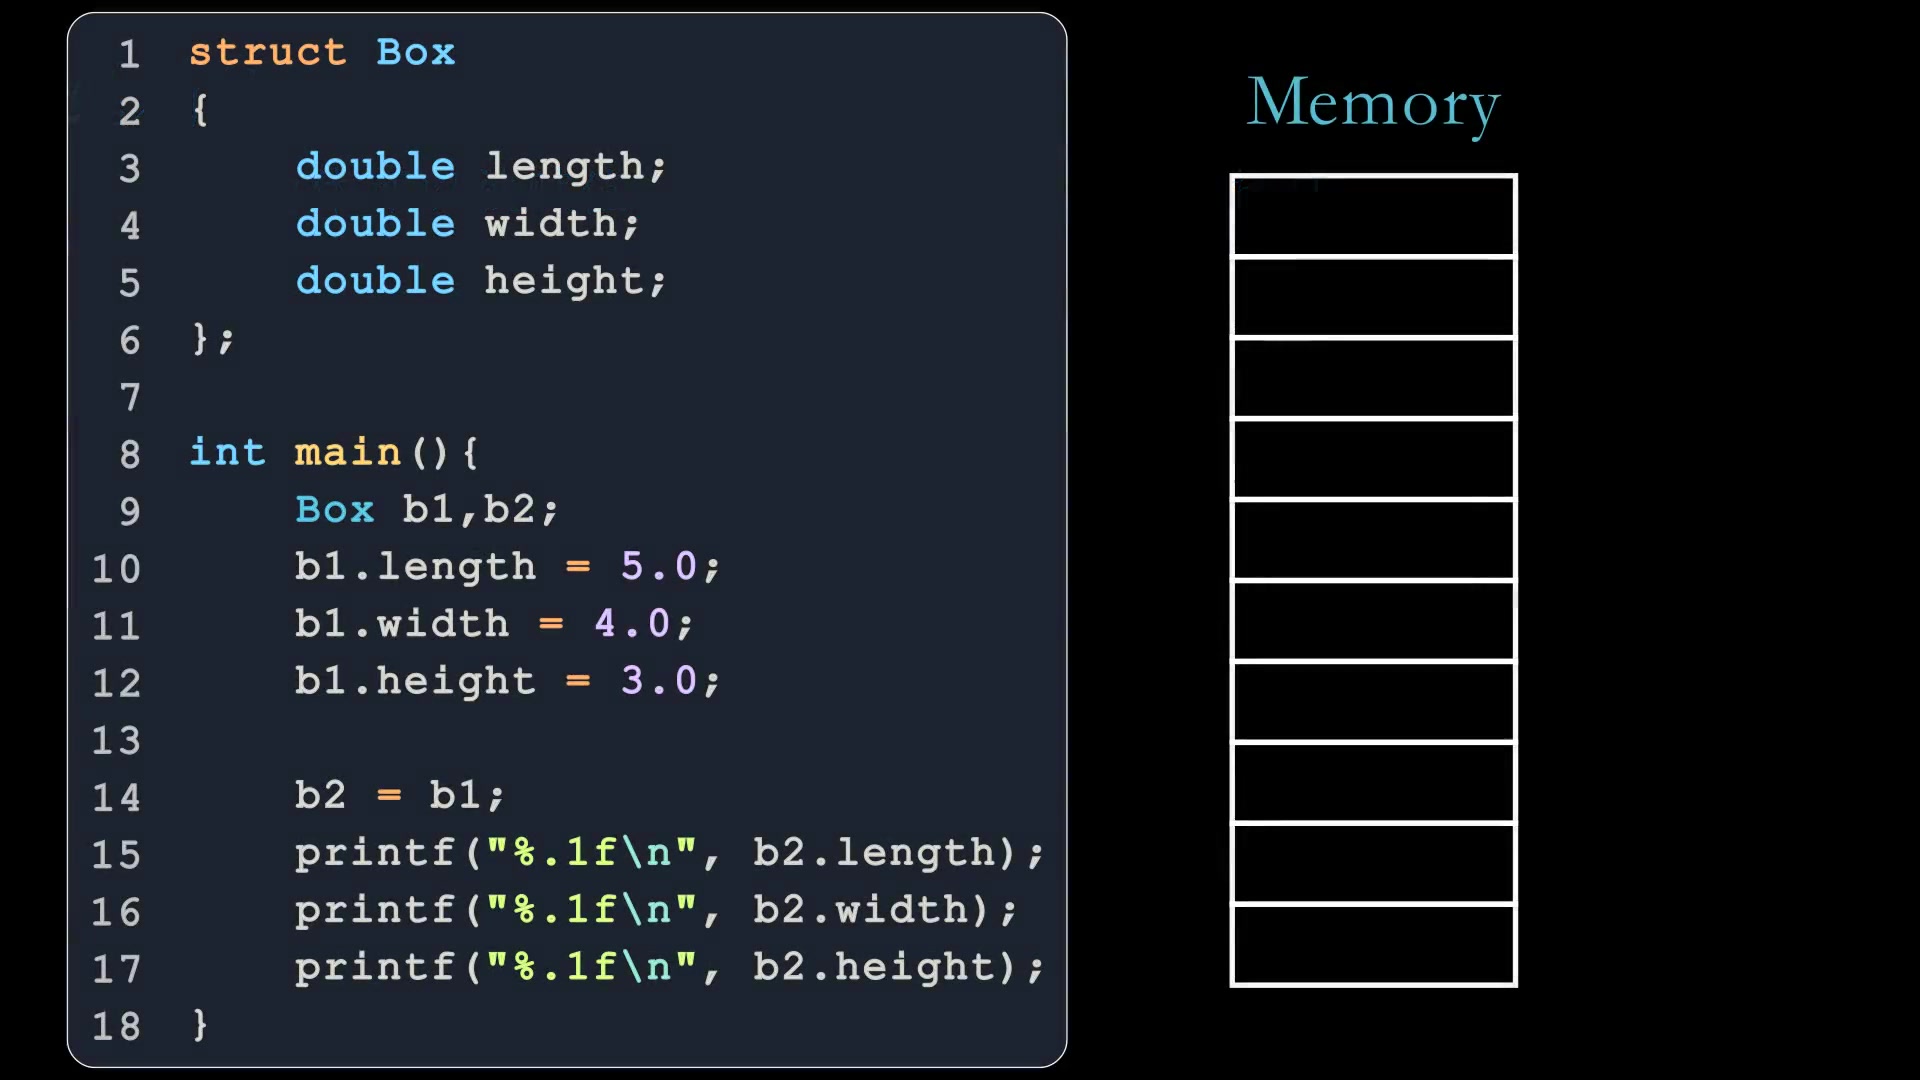 1 struct Box
2 {
3 double length;
4 double width;
5 double height;
6 };
7
8 int main(){
9 Box b1,b2;
10 b1.length = 5.0;
11 b1.width = 4.0;
12 b1.height = 3.0;
13
14 b2 = b1;
15 printf("%.1f\n", b2.length);
16 printf("%.1f\n", b2.width);
17 printf("%.1f\n", b2.height);
18 }
Memory